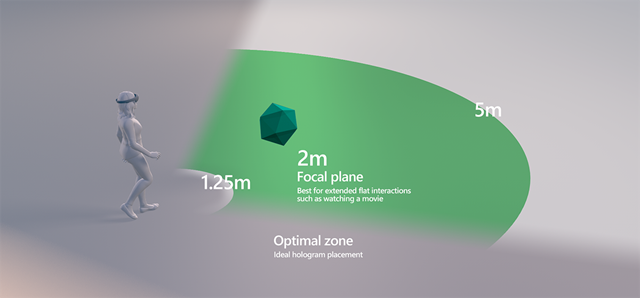 5m
2m
Focal plane
Best for extended flat interactions
such as watching a movie
1.25m
Optimal zone
Ideal hologram placement